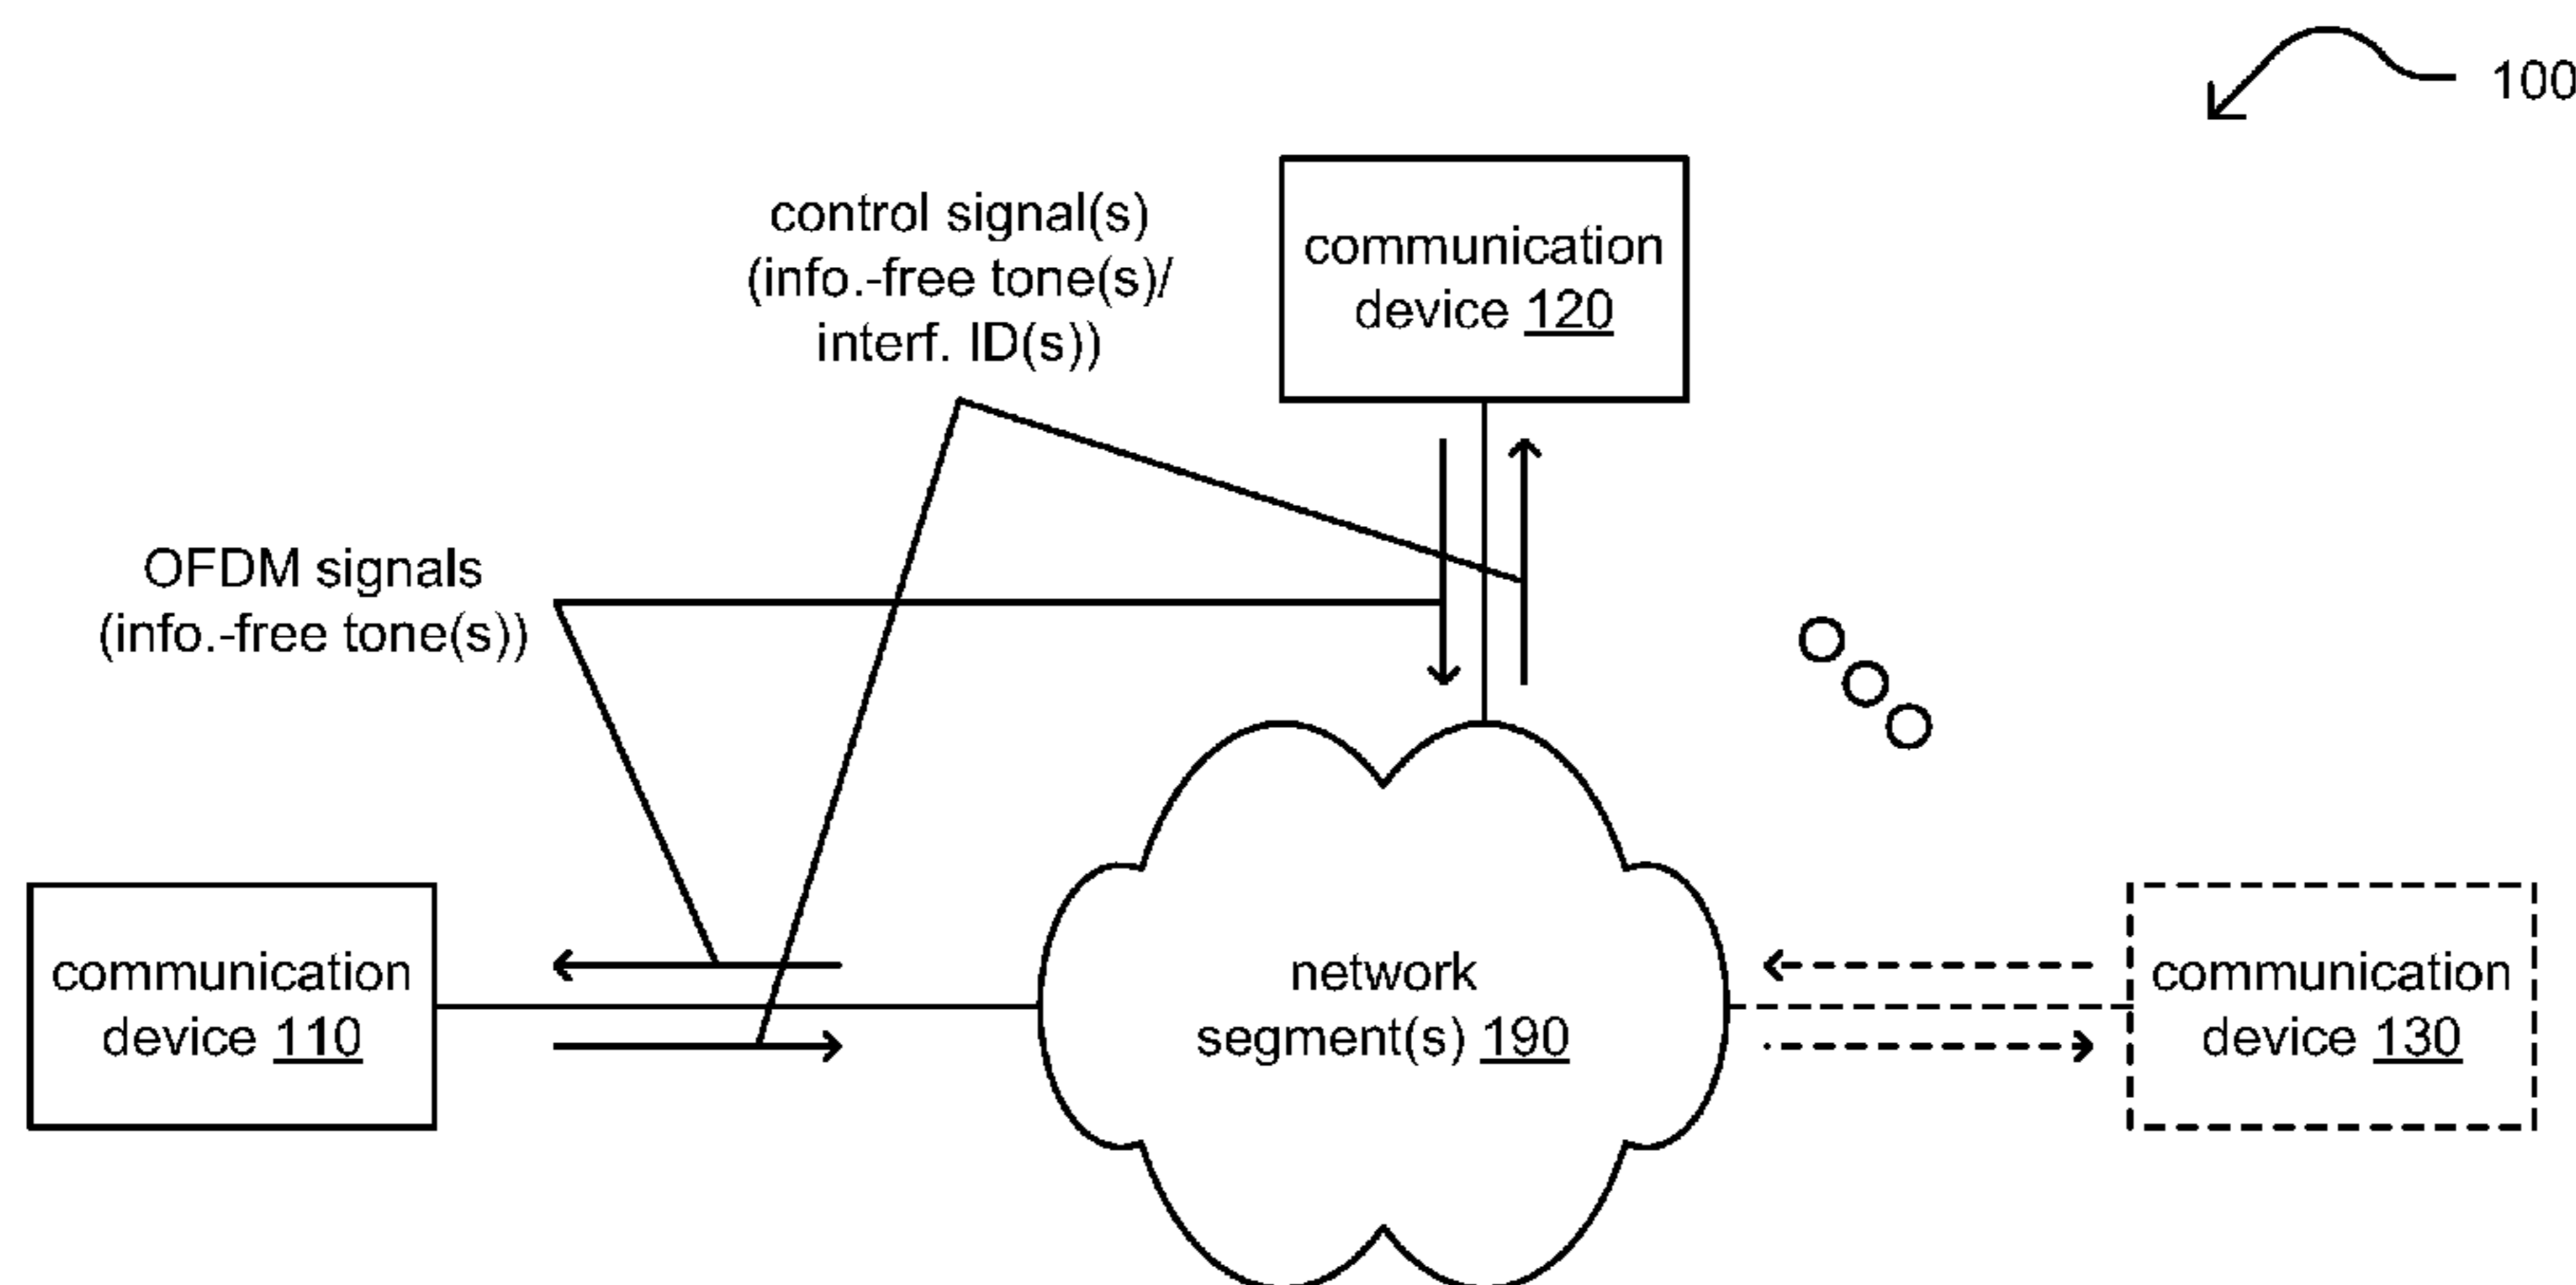 100
control signal(s)
(info.-free tone(s)/
interf. ID(s))
communication
device 120
OFDM signals
(info.-free tone(s))
communication
device 110
network
segment(s) 190
communication
device 130